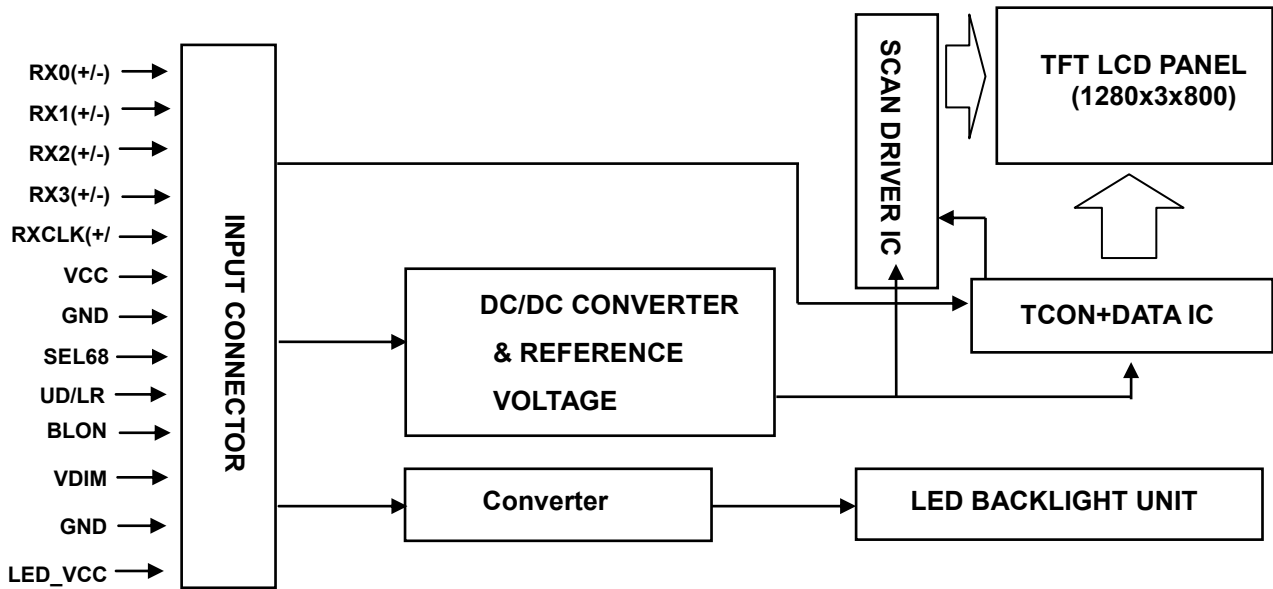 RX0(+/-)
RX1(+/-)
RX2(+/-)
RX3(+/-)
RXCLK(+/
VCC
GND
SEL68
UD/LR
BLON
VDIM
GND
LED_VCC
INPUT CONNECTOR
DC/DC CONVERTER
& REFERENCE
VOLTAGE
Converter
SCAN DRIVER IC
TFT LCD PANEL
(1280x3x800)
TCON+DATA IC
LED BACKLIGHT UNIT